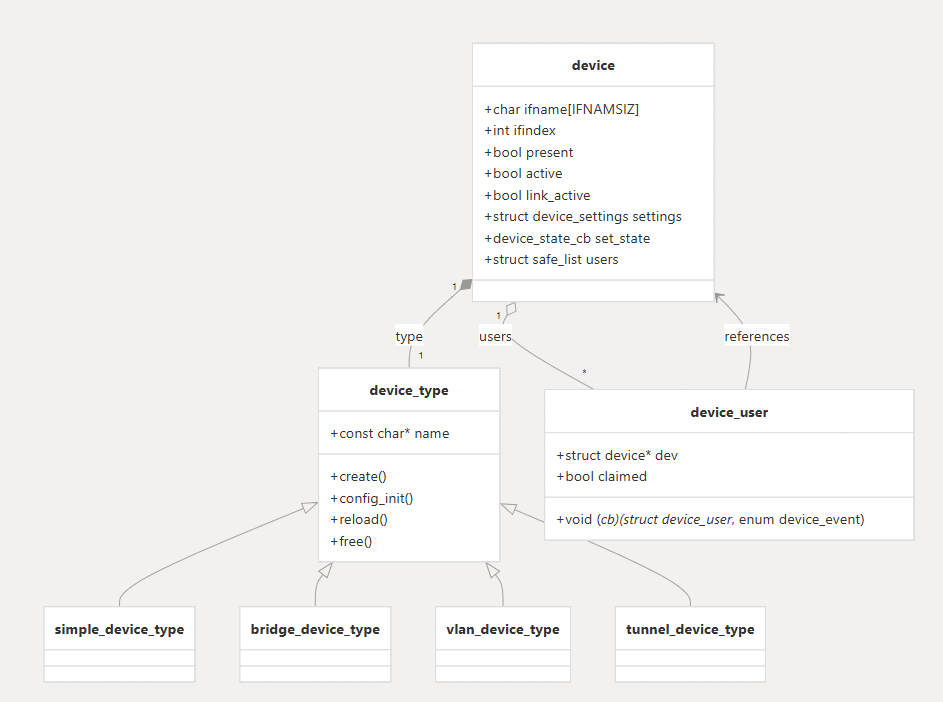 device
+char ifname[IFNAMSIZ]
+int ifindex
+bool present
+bool active
+bool link_active
+struct device_settings settings
+device_state_cb set_state
+struct safe_list users
1
1
type
users
references
1
*
device_type
+const char* name
+create()
+config_init()
+reload()
+free()
device_user
+struct device* dev
+bool claimed
+void (cb)(struct device_user, enum device_event)
simple_device_type
bridge_device_type
vlan_device_type
tunnel_device_type